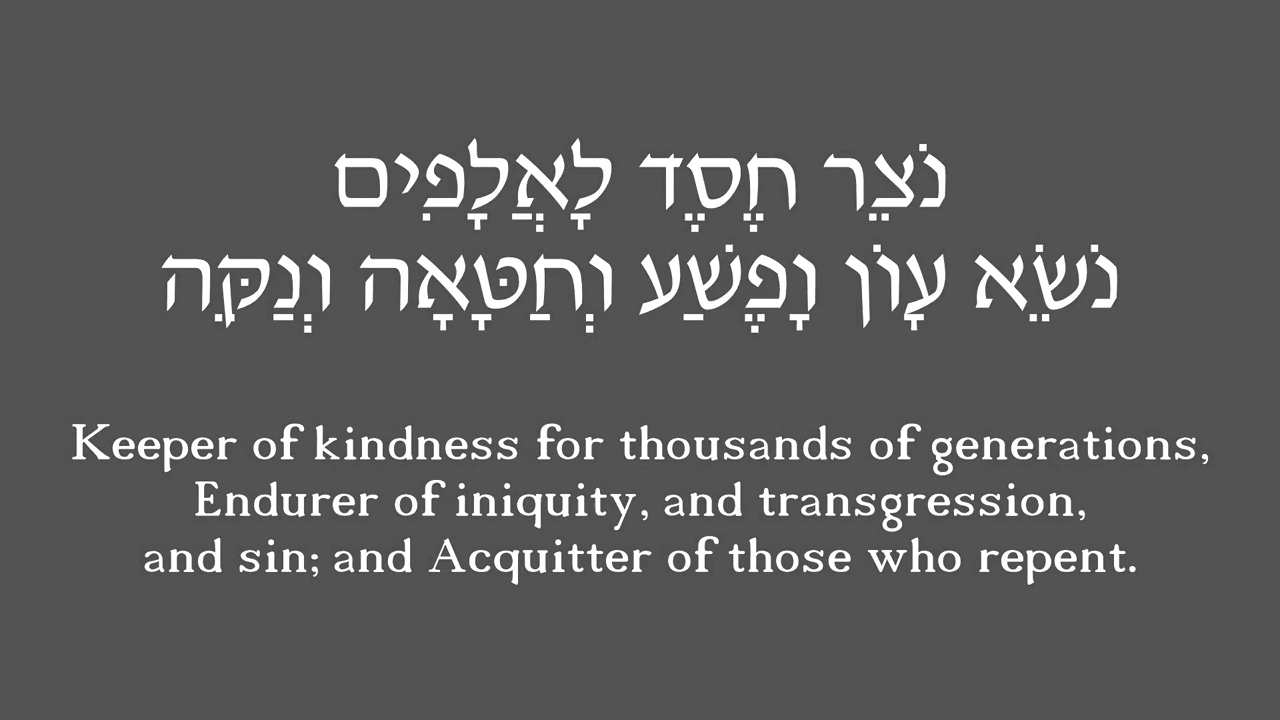 נֹצֵר חֶסֶד לָאֲלָפִים
נֹשֵׂא עָוֹן וָפֶשַׁע וְחַטָּאָה וְנַקֵּה
Keeper of kindness for thousands of generations,
Endurer of iniquity, and transgression,
and sin; and Acquitter of those who repent.